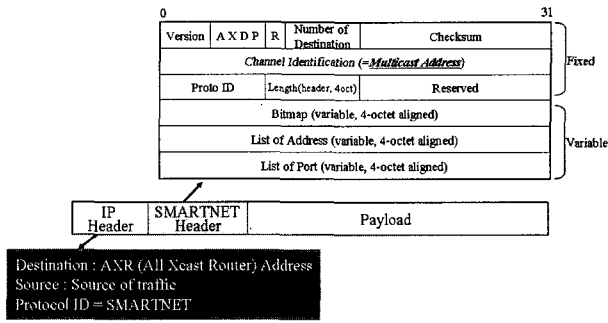 0 31
Version A X D P R Number of Destination Checksum
Channel Identification (=Multicast Address)
Proto ID Length(header, 4oct) Reserved
Fixed
Bitmap (variable, 4-octet aligned)
List of Address (variable, 4-octet aligned)
List of Port (variable, 4-octet aligned)
Variable
IP Header SMARTNET Header Payload
Destination : AXR (All Xcast Router) Address
Source : Source of traffic
Protocol ID = SMARTNET